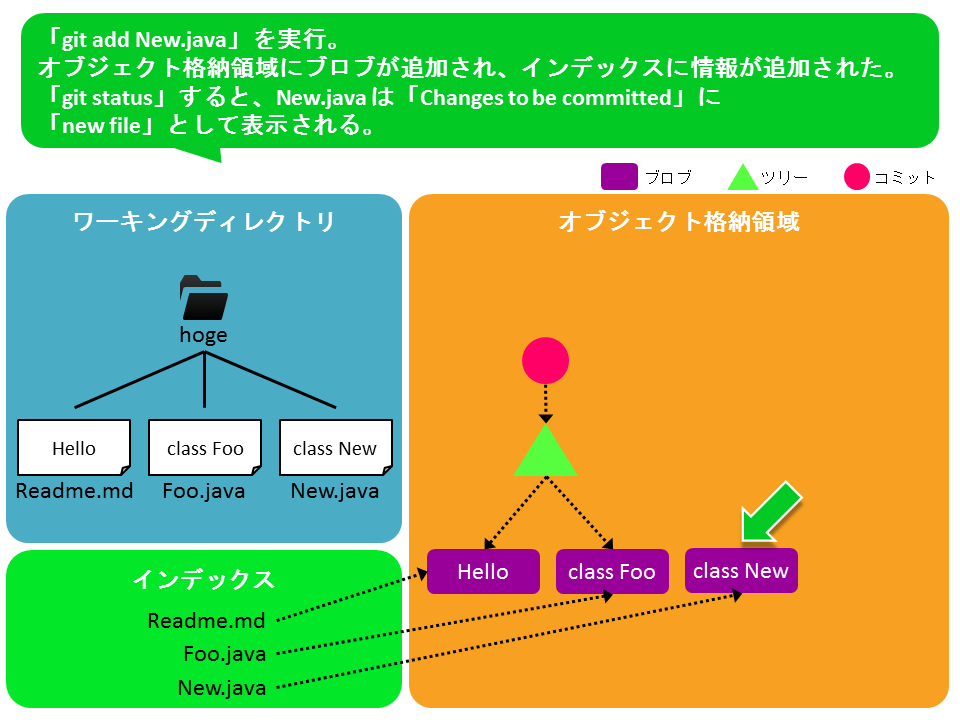 「git add New.java」を実行。
オブジェクト格納領域にブロブが追加され、インデックスに情報が追加された。
「git status」すると、New.javaは「Changes to be committed」に
「new file」として表示される。
ブロブ
ツリー
コミット
ワーキングディレクトリ
hoge
Hello
class Foo
class New
Readme.md
Foo.java
New.java
オブジェクト格納領域
Hello
class Foo
class New
インデックス
Readme.md
Foo.java
New.java